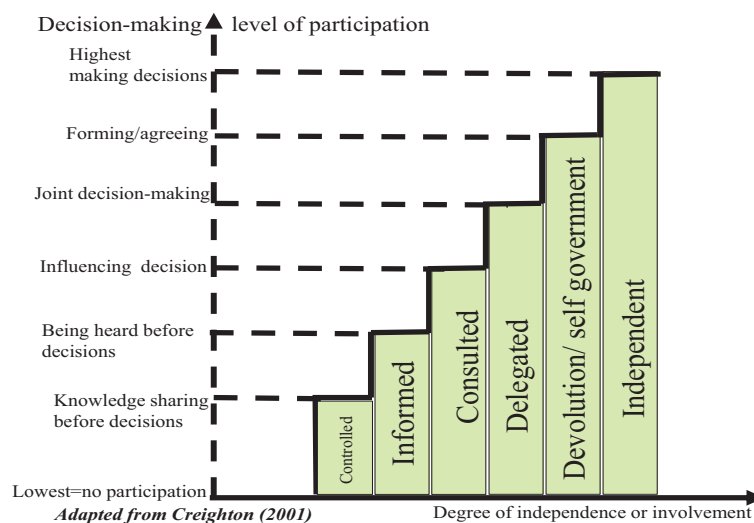 Decision-making level of participation
Highest
making decisions
Forming/agreeing
Joint decision-making
Influencing decision
Being heard before
decisions
Knowledge sharing
before decisions
Lowest=no participation
Controlled
Informed
Consulted
Delegated
Devolution/ self government
Independent
Adapted from Creighton (2001)
Degree of independence or involvement